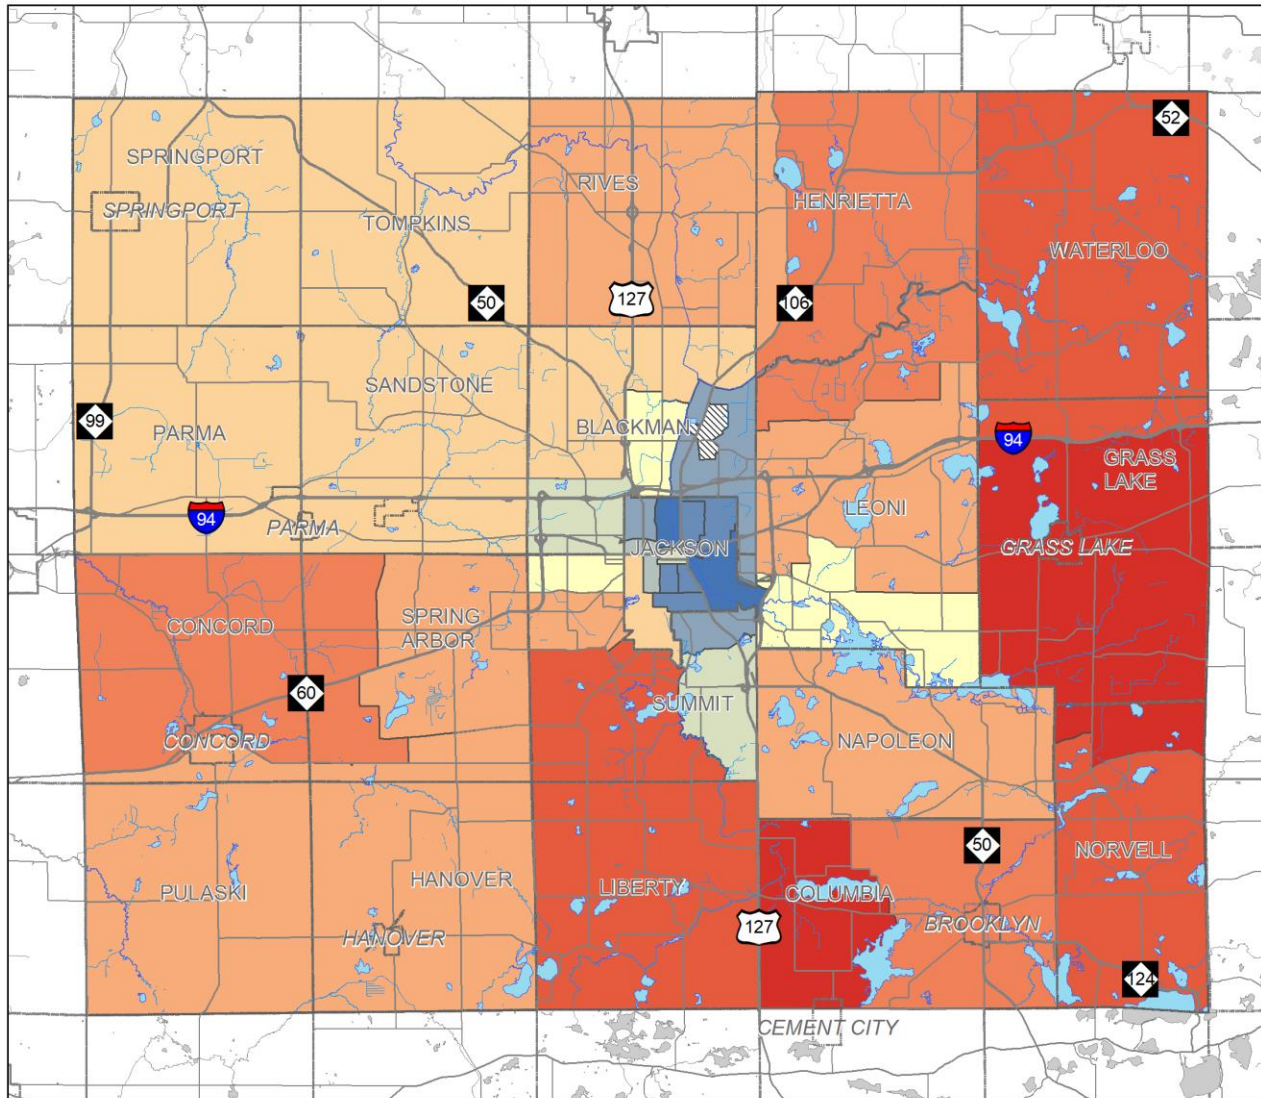 52
SPRINGPORT
RIVES
HENRIETTA
SPRINGPORT
TOMPKINS
WATERLOO
50
127
106
SANDSTONE
99
PARMA
BLACKMAN
94
GRASS
LAKE
94
PARMA
LEONI
JACKSON
GRASS LAKE
CONCORD
SPRING
ARBOR
60
SUMMIT
CONCORD
NAPOLEON
50
NORVELL
PULASKI
HANOVER
LIBERTY
COLUMBIA
HANOVER
127
BROOKLYN
124
CEMENT CITY